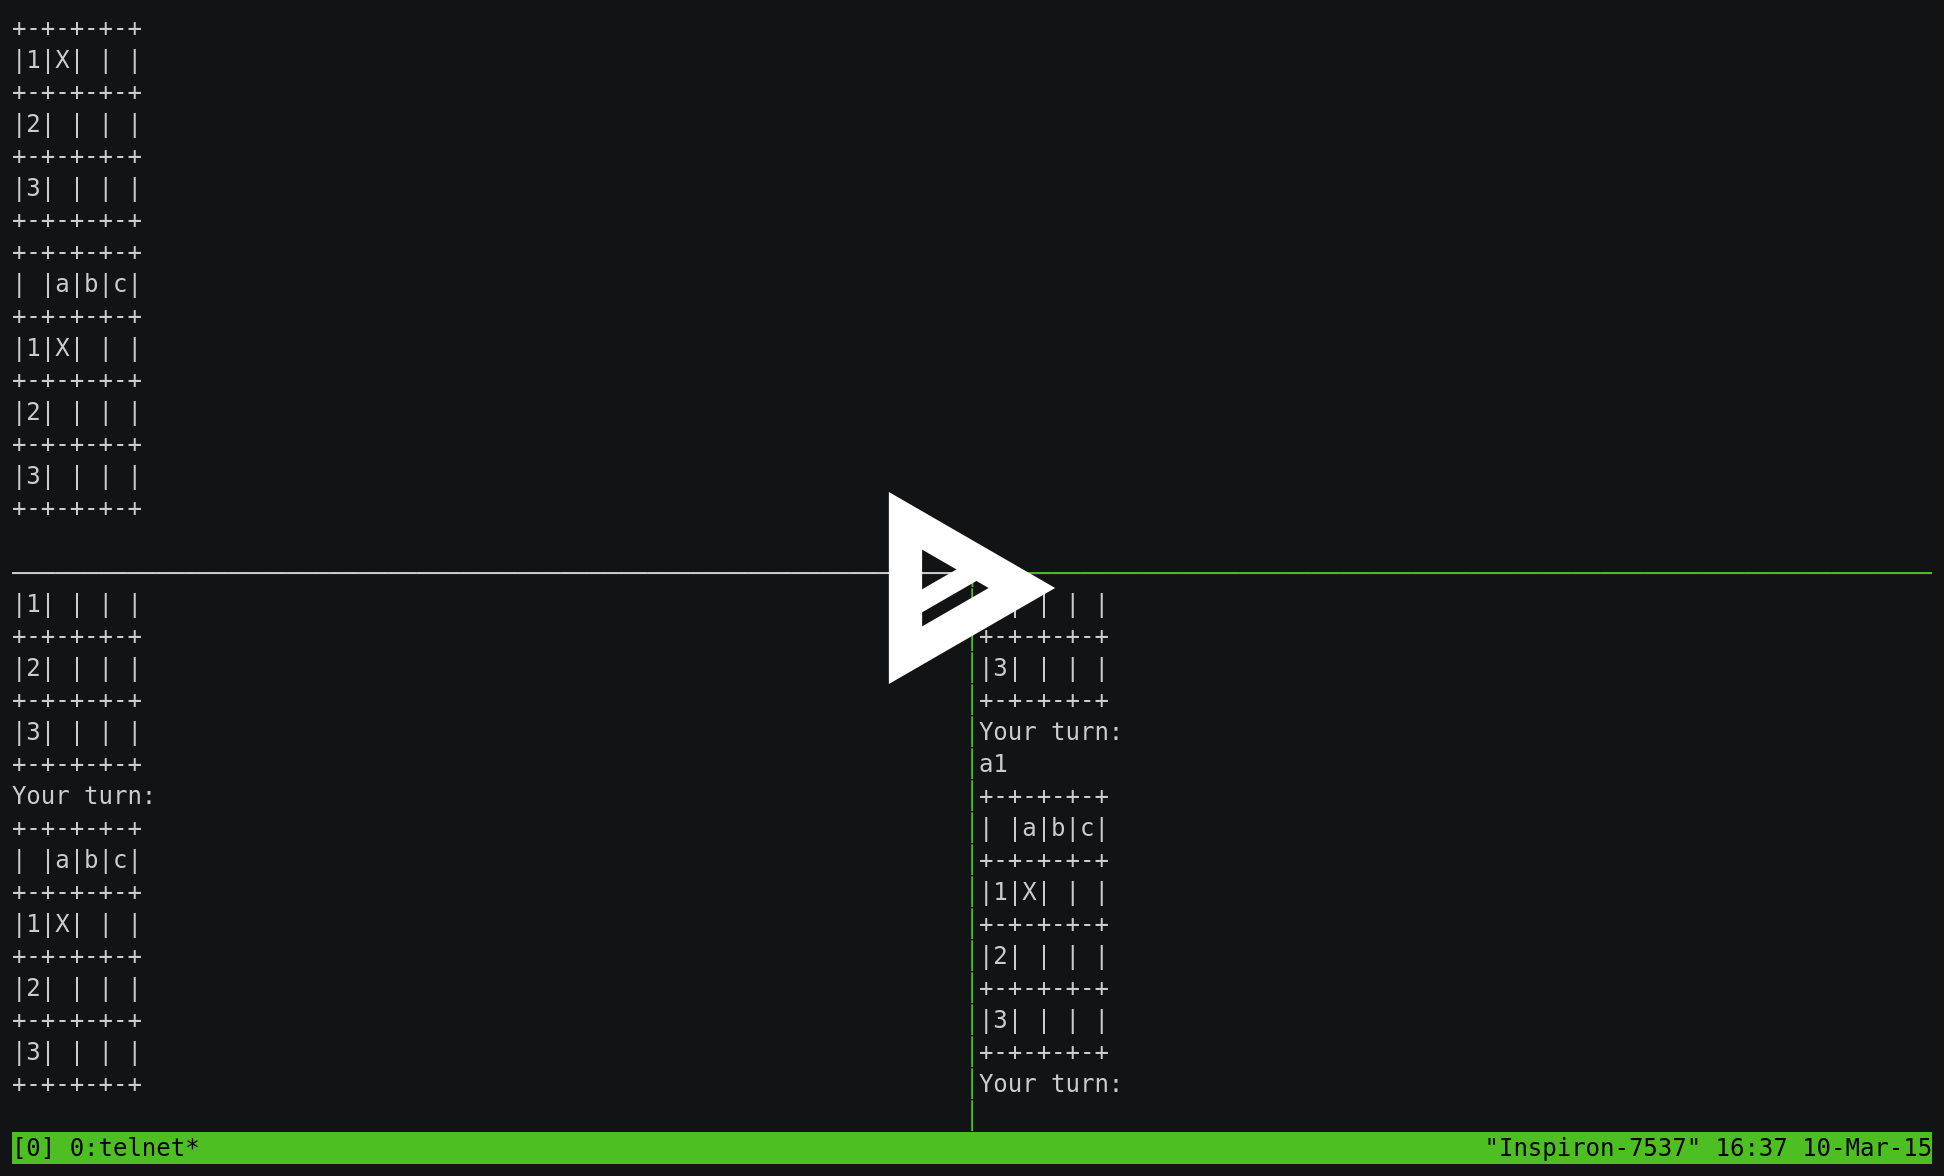 +-+-+-+-+
|1|X| | |
+-+-+-+-+
|2| | | |
+-+-+-+-+
|3| | | |
+-+-+-+-+
+-+-+-+-+
| |a|b|c|
+-+-+-+-+
|1|X| | |
+-+-+-+-+
|2| | | |
+-+-+-+-+
|3| | | |
+-+-+-+-+
|1| | | |
+-+-+-+-+
|2| | | |
+-+-+-+-+
|3| | | |
+-+-+-+-+
Your turn:
+-+-+-+-+
| |a|b|c|
+-+-+-+-+
|1|X| | |
+-+-+-+-+
|2| | | |
+-+-+-+-+
|3| | | |
+-+-+-+-+
| | | |
+-+-+-+-+
|3| | | |
+-+-+-+-+
Your turn:
a1
+-+-+-+-+
| |a|b|c|
+-+-+-+-+
|1|X| | |
+-+-+-+-+
|2| | | |
+-+-+-+-+
|3| | | |
+-+-+-+-+
Your turn:
[0] 0:telnet* "Inspiron-7537" 16:37 10-Mar-15